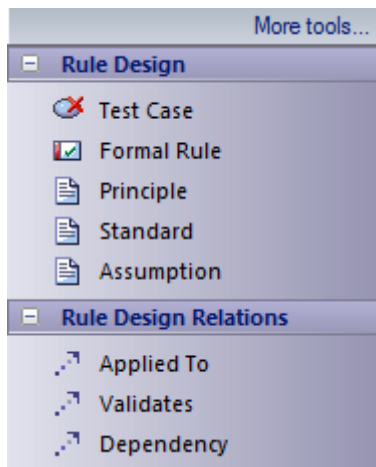 More tools...
Rule Design
Test Case
Formal Rule
Principle
Standard
Assumption
Rule Design Relations
Applied To
Validates
Dependency